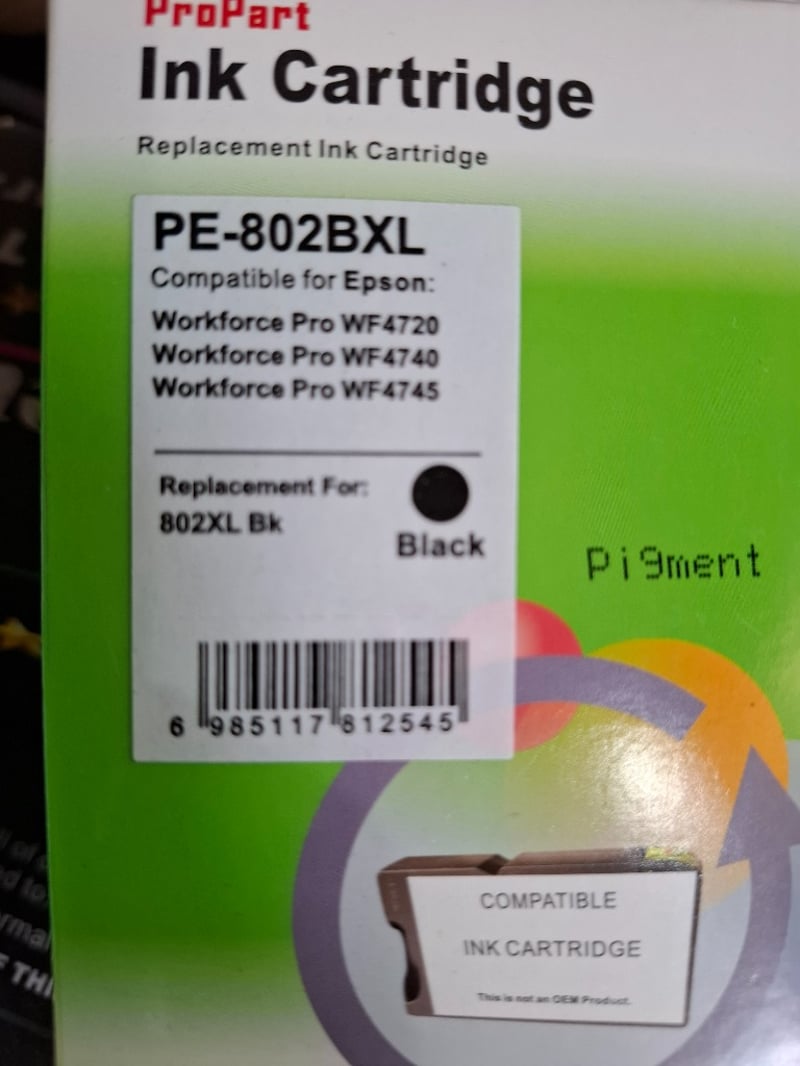 ProPart
Ink Cartridge
Replacement Ink Cartridge
PE-802BXL
Compatible for Epson:
Workforce Pro WF4720
Workforce Pro WF4740
Workforce Pro WF4745
Replacement For:
802XL Bk
Black
Pigment
6 985117 812545
COMPATIBLE
INK CARTRIDGE
This is not an OEM Product.